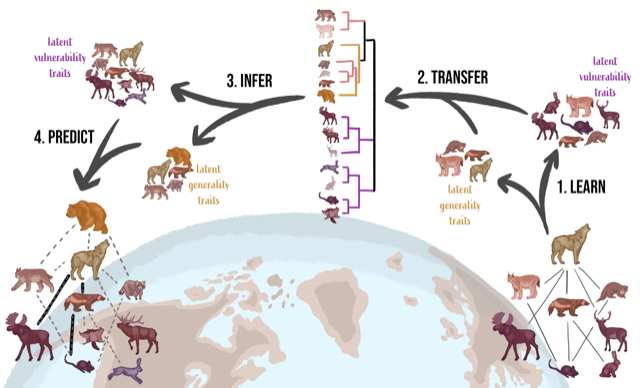 latent
vulnerability
traits
3. INFER
2. TRANSFER
latent
vulnerability
traits
4. PREDICT
latent
generality
traits
latent
generality
traits
1. LEARN